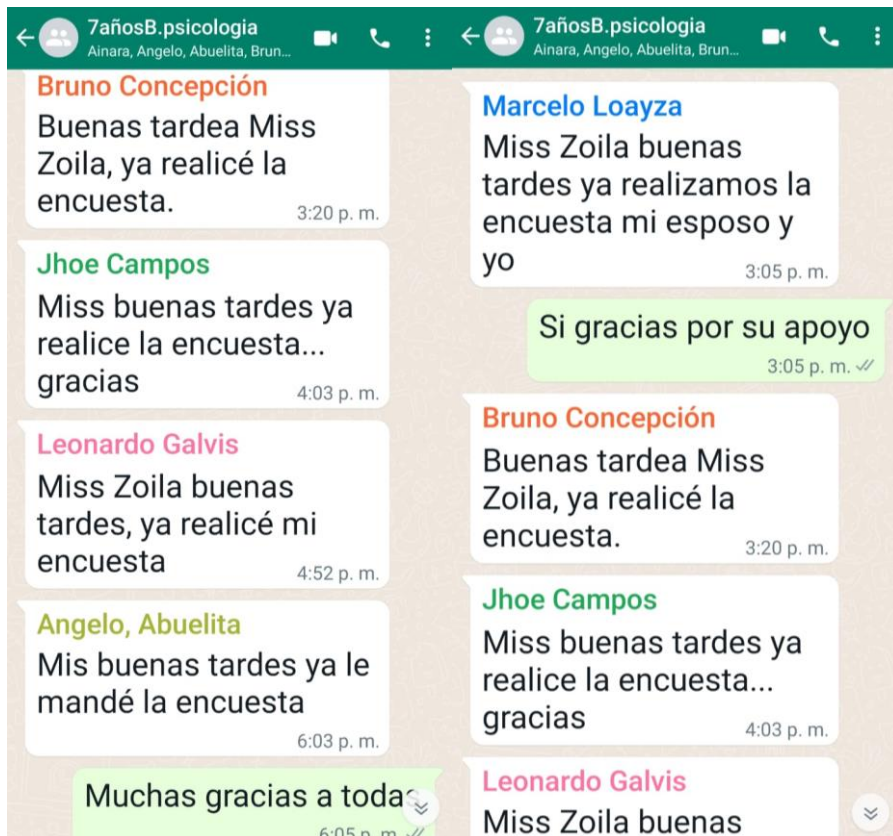 7añosB.psicologia
Ainara, Angelo, Abuelita, Brun...
Bruno Concepción
Buenas tardea Miss
Zoila, ya realicé la
encuesta.
3:20 p. m.
Jhoe Campos
Miss buenas tardes ya
realice la encuesta...
gracias
4:03 p. m.
Leonardo Galvis
Miss Zoila buenas
tardes, ya realicé mi
encuesta
4:52 p. m.
Angelo, Abuelita
Mis buenas tardes ya le
mandé la encuesta
6:03 p. m.
Muchas gracias a todas
6:05 p. m.
7añosB.psicologia
Ainara, Angelo, Abuelita, Brun...
Marcelo Loayza
Miss Zoila buenas
tardes ya realizamos la
encuesta mi esposo y
yo
3:05 p. m.
Si gracias por su apoyo
3:05 p. m.
Bruno Concepción
Buenas tardea Miss
Zoila, ya realicé la
encuesta.
3:20 p. m.
Jhoe Campos
Miss buenas tardes ya
realice la encuesta...
gracias
4:03 p. m.
Leonardo Galvis
Miss Zoila buenas